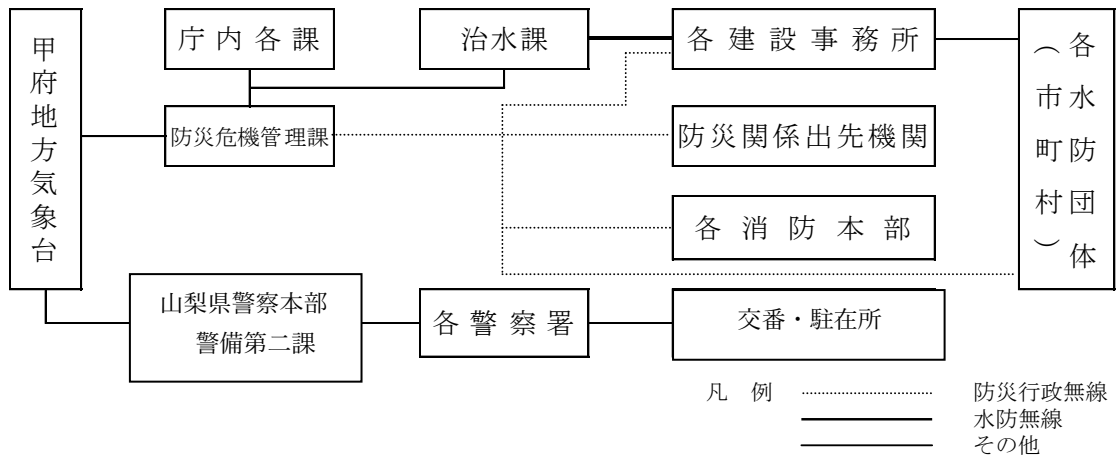 甲府地方気象台
庁内各課
治水課
各建設事務所
各水防団体
（市町村）
防災危機管理課
防災関係出先機関
各消防本部
山梨県警察本部
警備第二課
各警察署
交番・駐在所
凡例
防災行政無線
水防無線
その他